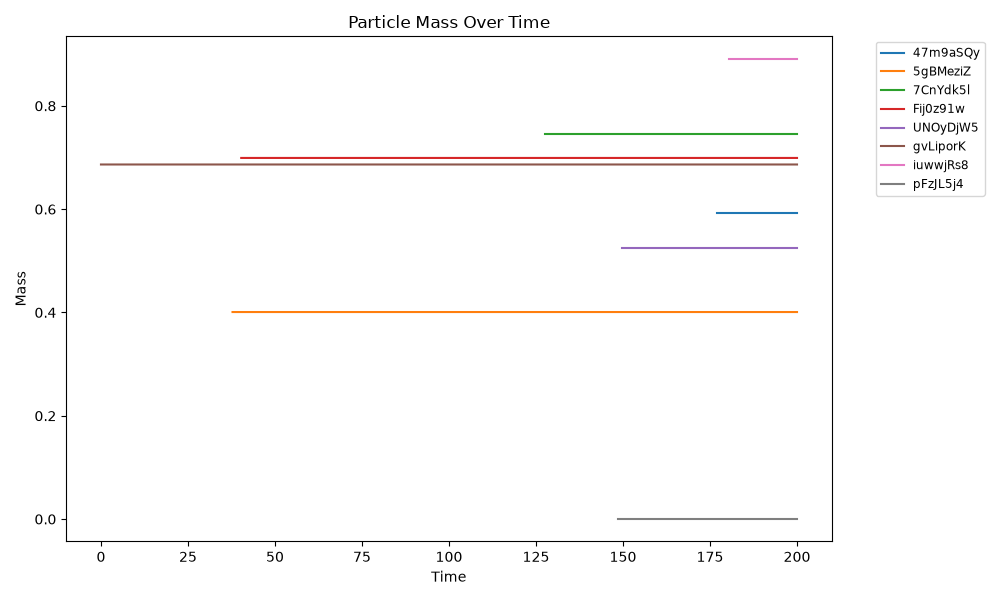 Particle Mass Over Time
Mass
0.8
0.6
0.4
0.2
0.0
0 25 50 75 100 125 150 175 200
Time
47m9aSQy
5gBMeziZ
7CnYdk5l
Fij0z91w
UNOyDjW5
gvLiporK
iuwwjRs8
pFzJL5j4